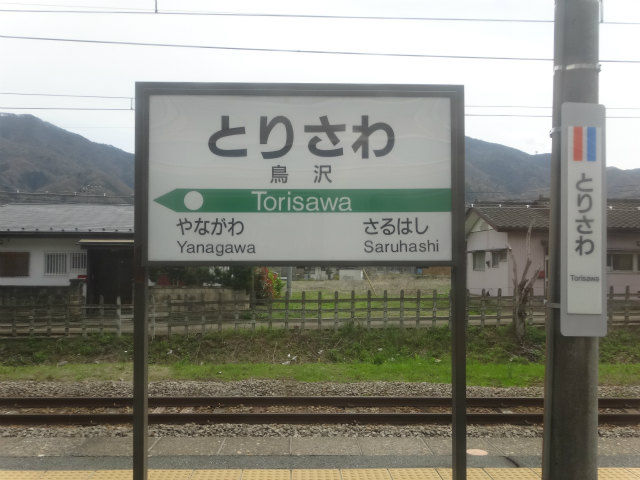 とりさわ
鳥沢
Torisawa
やながわ さるはし
Yanagawa Saruhashi
とりさわ
Torisawa